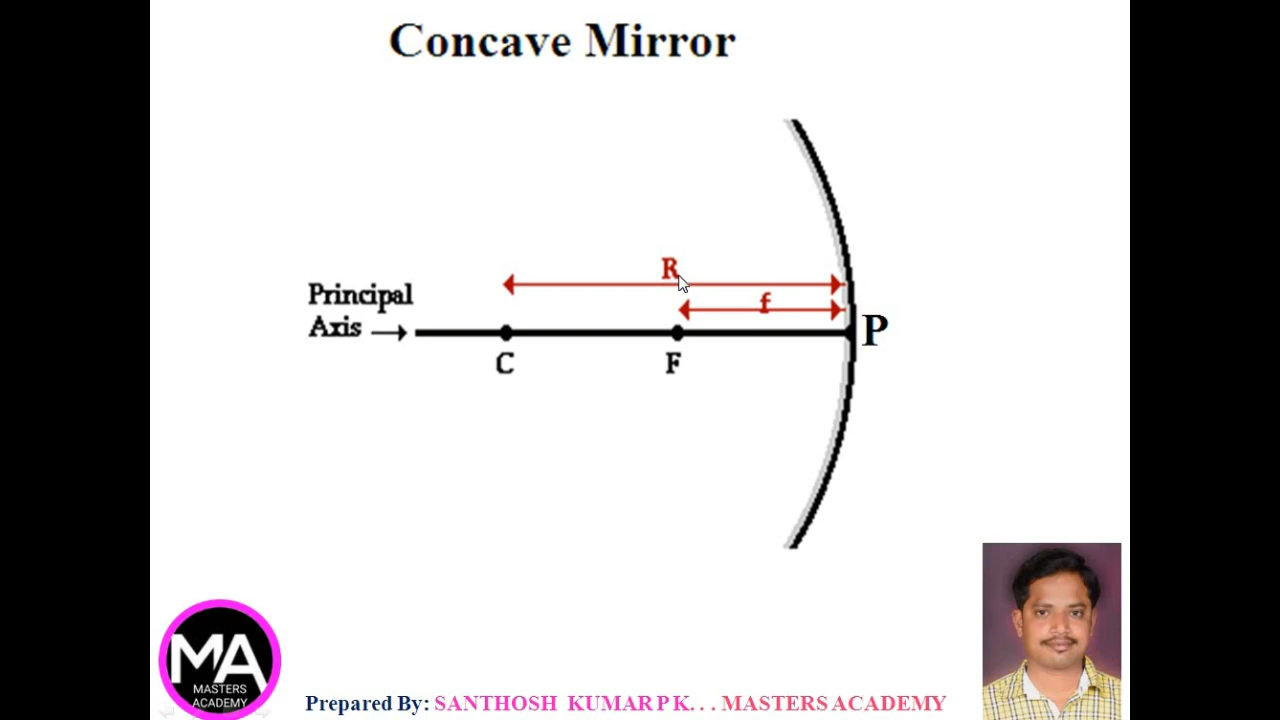 Concave Mirror
R
f
Principal
Axis
P
C
F
MA
MASTERS
ACADEMY
Prepared By: SANTHOSH KUMAR P K. . . MASTERS ACADEMY